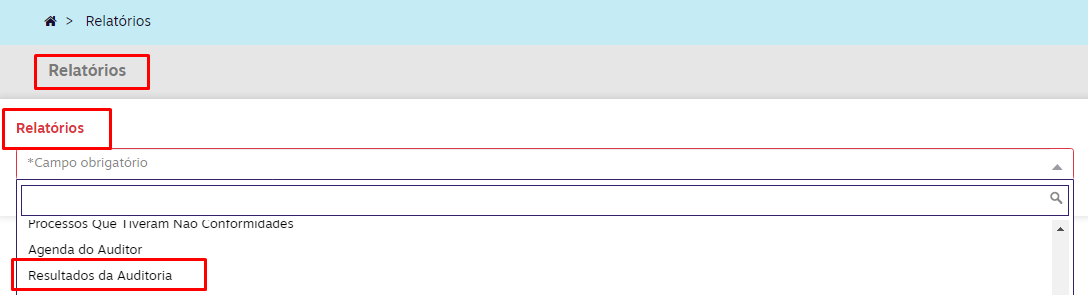 > Relatórios
Relatórios
Relatórios
*Campo obrigatório
Processos Que Tiveram Não Conformidades
Agenda do Auditor
Resultados da Auditoria